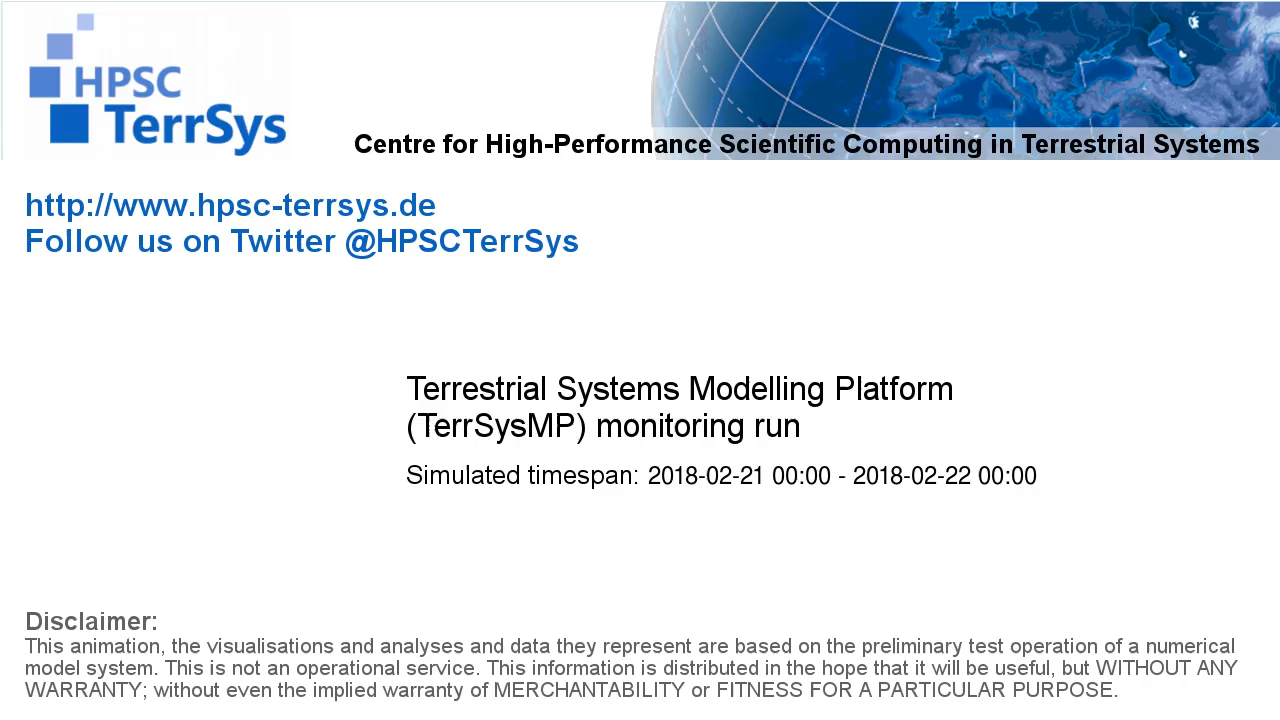 HPSC
TerrSys
Centre for High-Performance Scientific Computing in Terrestrial Systems
http://www.hpsc-terrsys.de
Follow us on Twitter @HPSCTerrSys
Terrestrial Systems Modelling Platform
(TerrSysMP) monitoring run
Simulated timespan: 2018-02-21 00:00 - 2018-02-22 00:00
Disclaimer:
This animation, the visualisations and analyses and data they represent are based on the preliminary test operation of a numerical
model system. This is not an operational service. This information is distributed in the hope that it will be useful, but WITHOUT ANY
WARRANTY; without even the implied warranty of MERCHANTABILITY or FITNESS FOR A PARTICULAR PURPOSE.